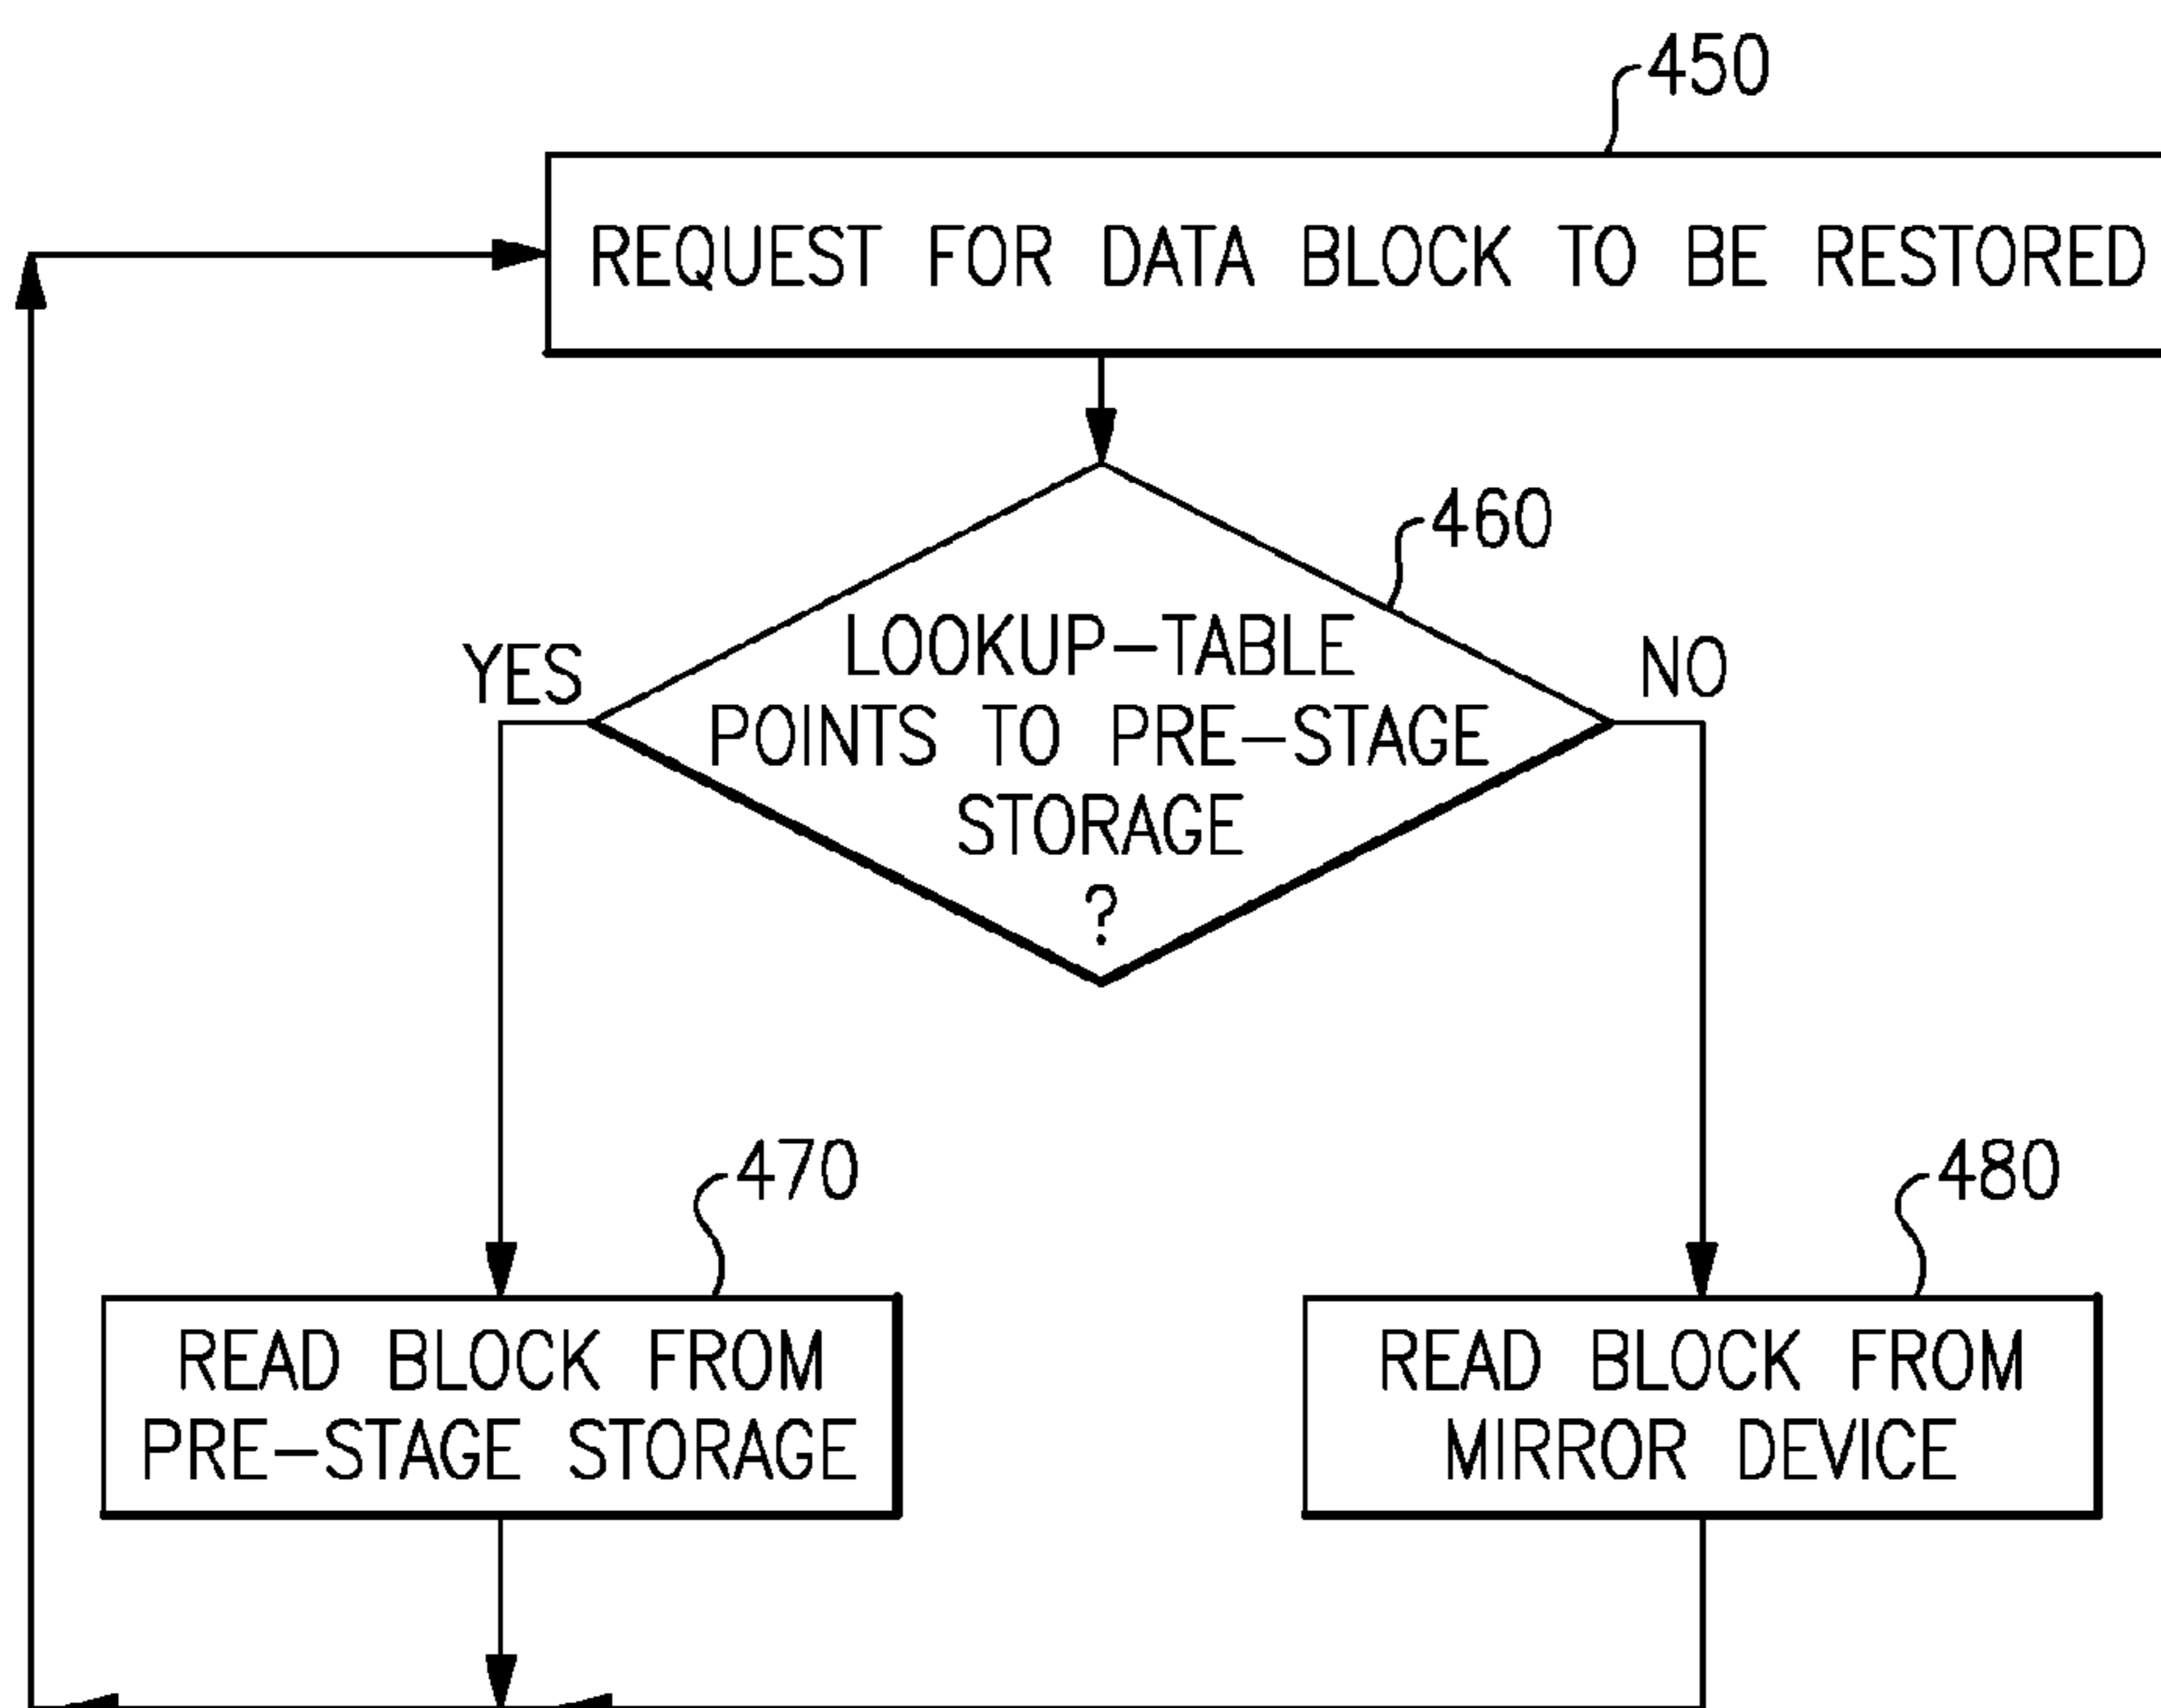 450
REQUEST FOR DATA BLOCK TO BE RESTORED
460
LOOKUP-TABLE
POINTS TO PRE-STAGE
STORAGE
?
YES
NO
470
READ BLOCK FROM
PRE-STAGE STORAGE
480
READ BLOCK FROM
MIRROR DEVICE